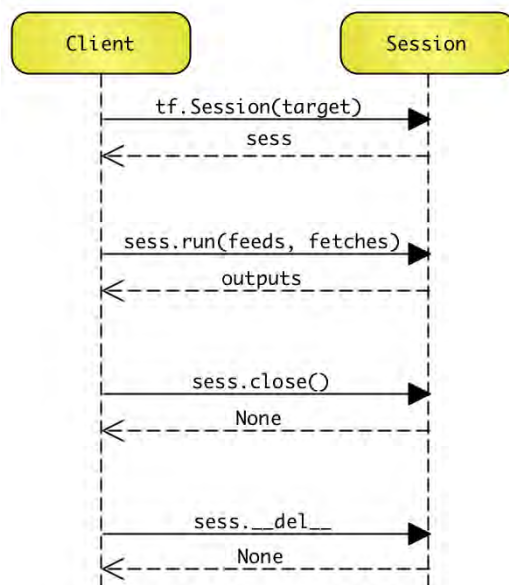 Client
Session
tf.Session(target)
sess
sess.run(feeds, fetches)
outputs
sess.close()
None
sess.__del__
None